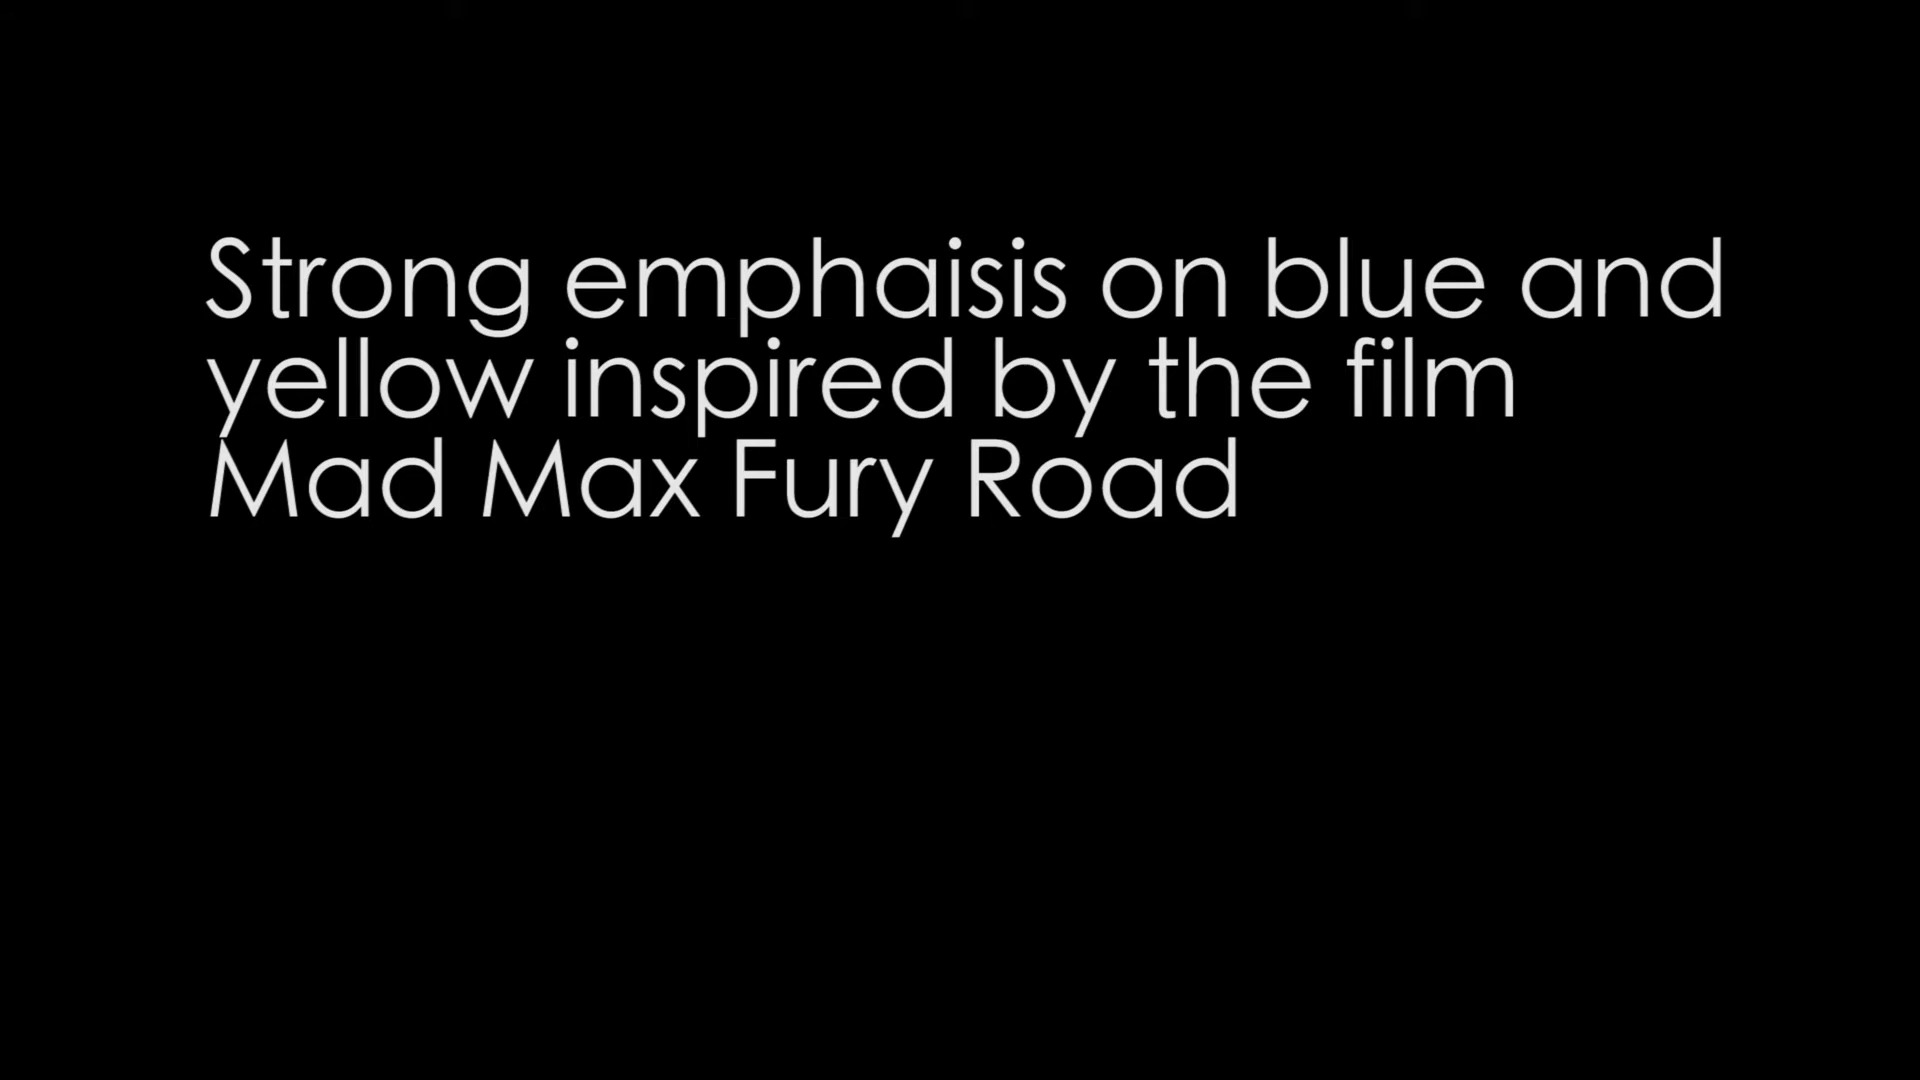 Strong emphaisis on blue and
yellow inspired by the film
Mad Max Fury Road